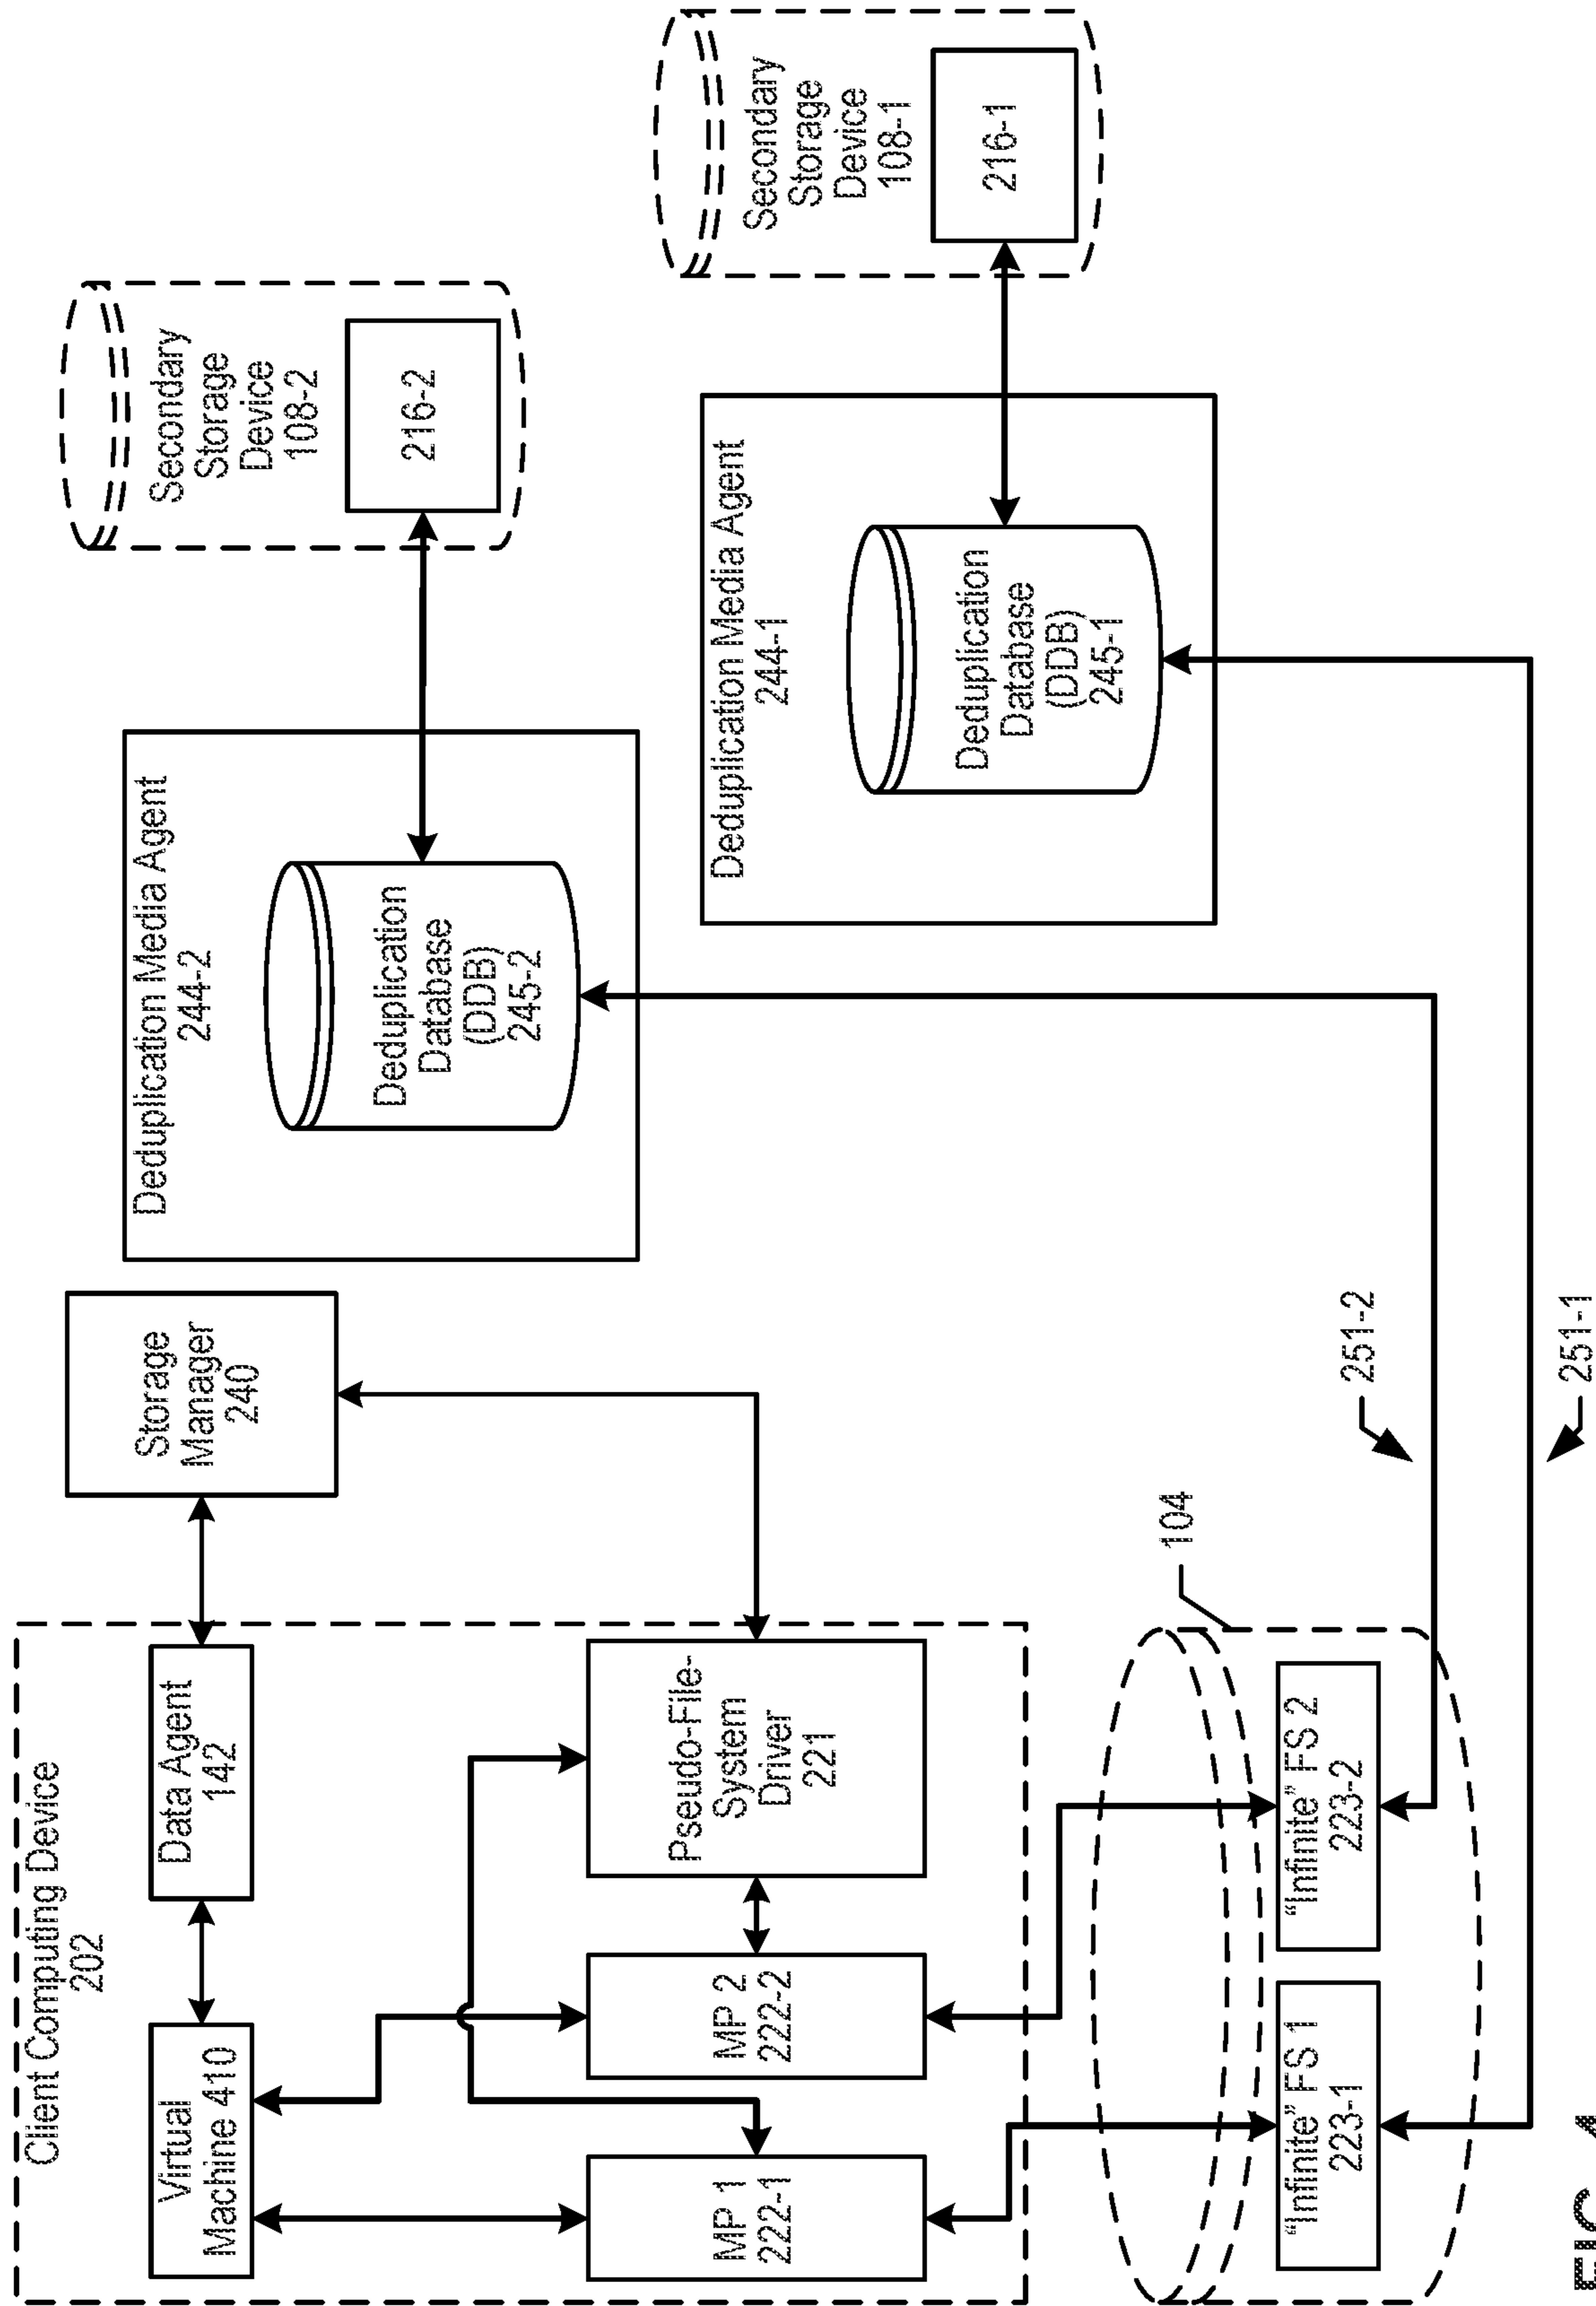 Client Computing Device
202
Virtual
Machine 410
Data Agent
142
Storage
Manager
240
MP 1
222-1
MP 2
222-2
Pseudo-File-
System
Driver
221
104
“Infinite” FS 1
223-1
“Infinite” FS 2
223-2
251-2
251-1
Deduplication Media Agent
244-2
Deduplication
Database
(DDB)
245-2
Secondary
Storage
Device
108-2
216-2
Deduplication Media Agent
244-1
Deduplication
Database
(DDB)
245-1
Secondary
Storage
Device
108-1
216-1
FIG. 4